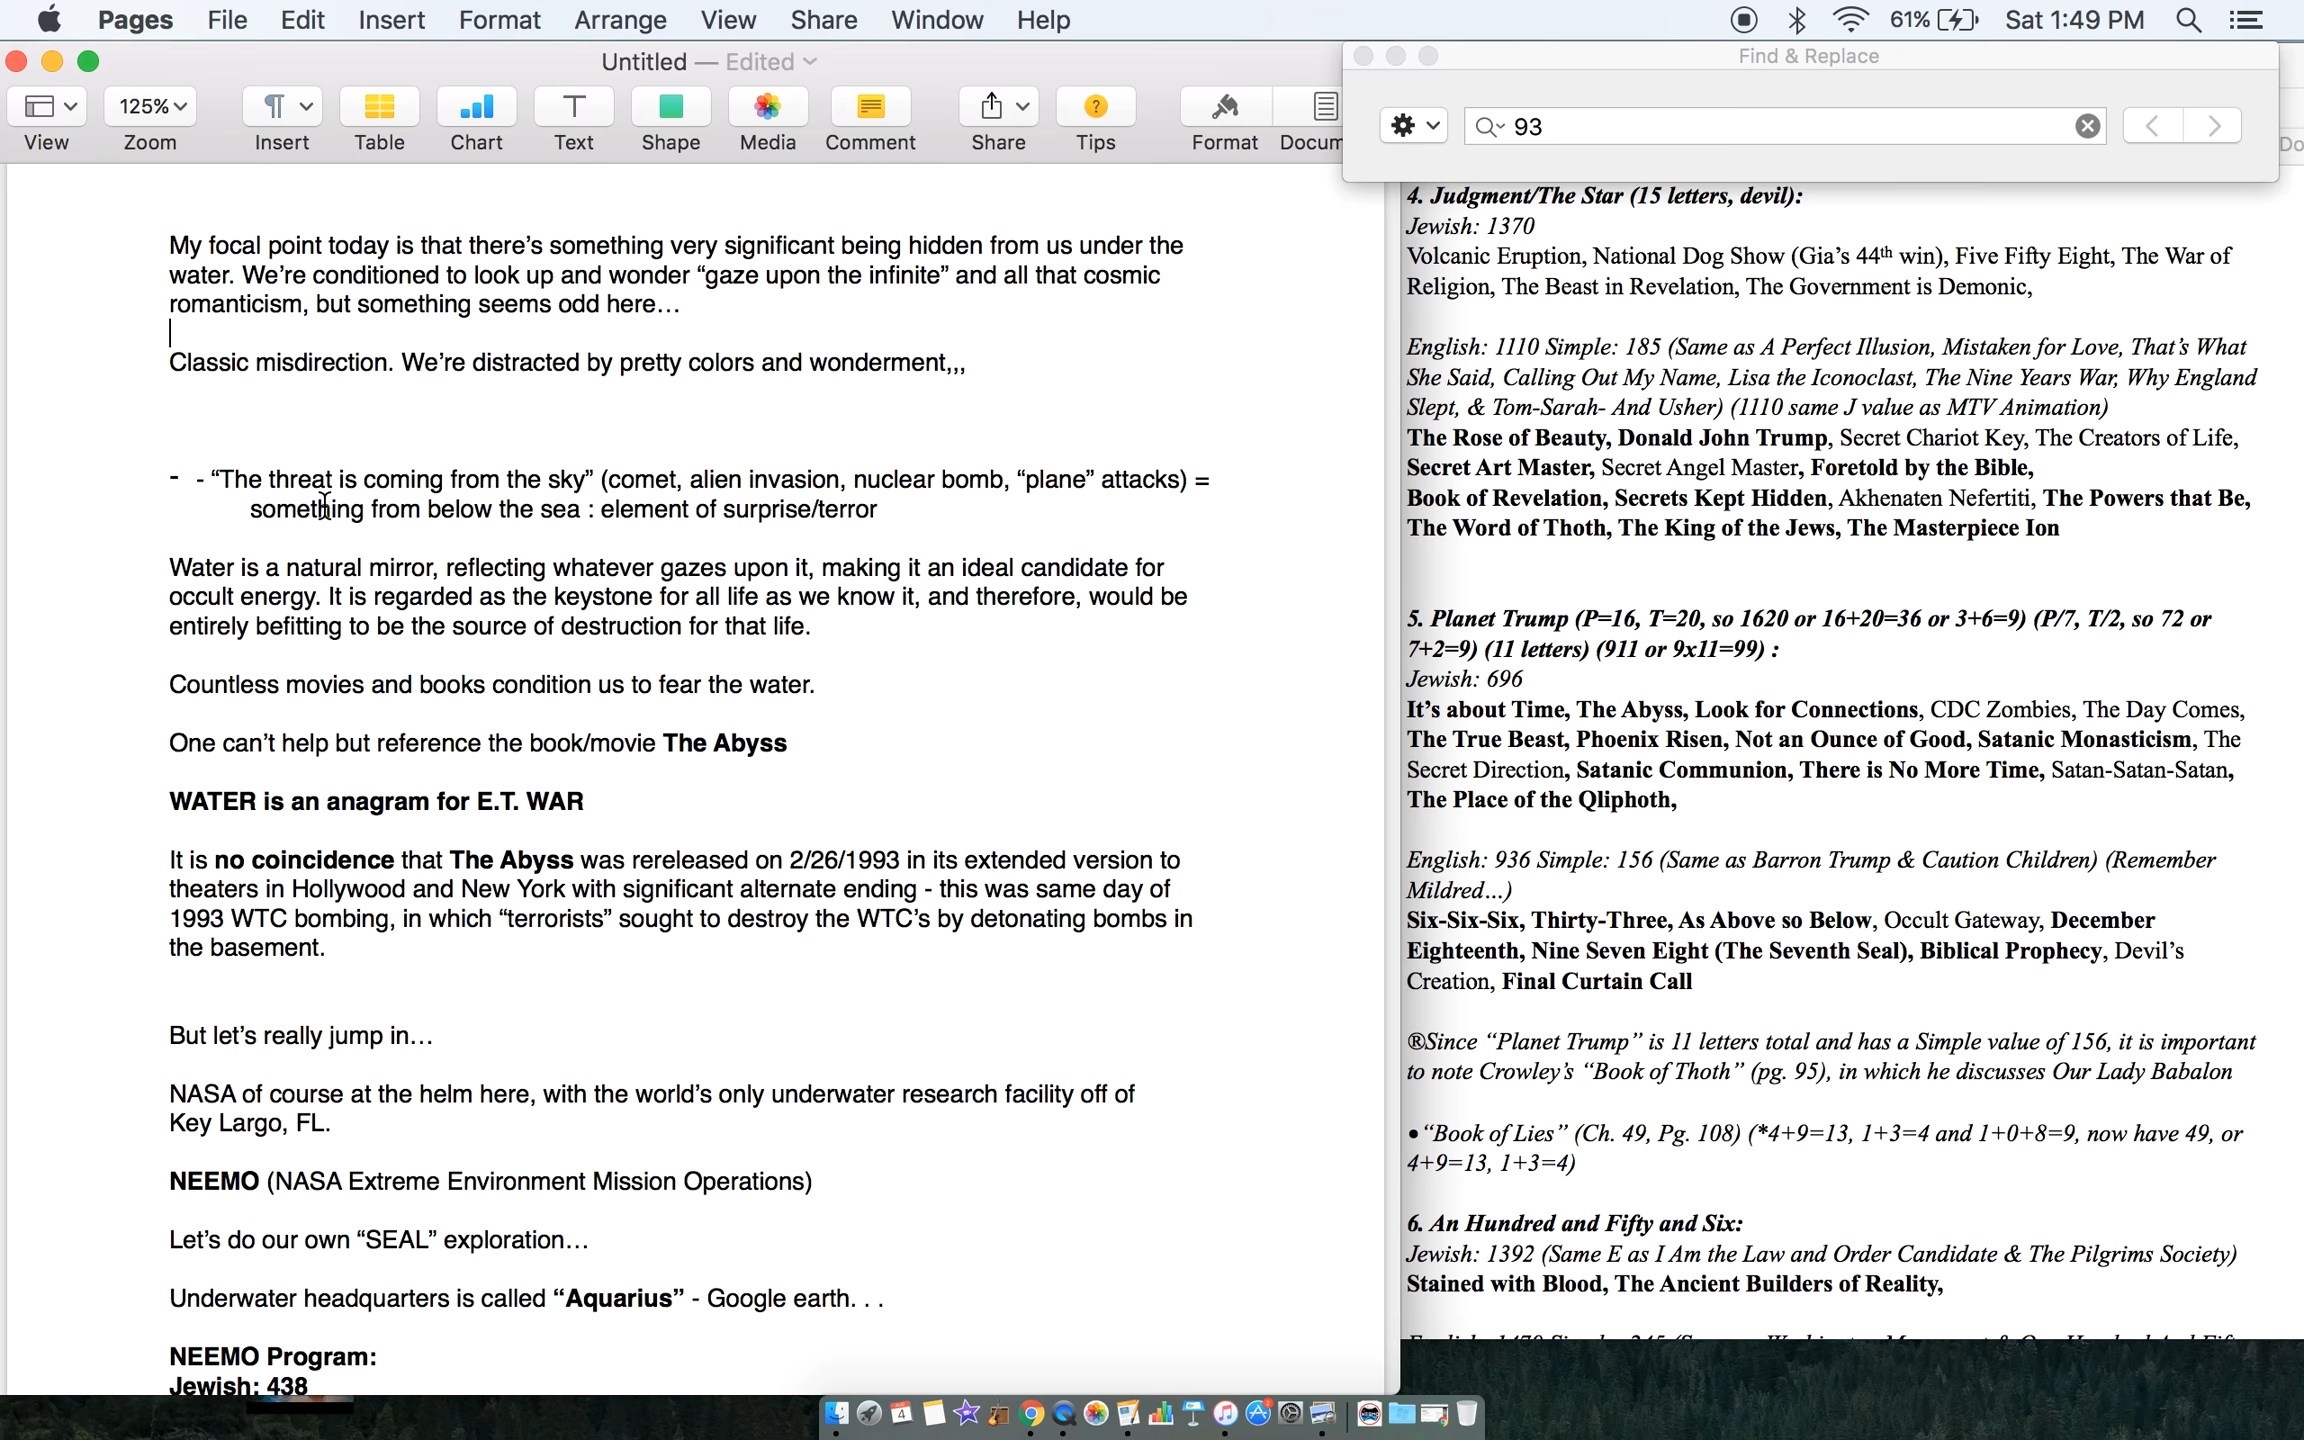 Pages File Edit Insert Format Arrange View Share Window Help
61% Sat 1:49 PM
Untitled — Edited
Find & Replace
125%
View Zoom Insert Table Chart Text Shape Media Comment Share Tips Format Docum
93
Do
My focal point today is that there’s something very significant being hidden from us under the
water. We’re conditioned to look up and wonder “gaze upon the infinite” and all that cosmic
romanticism, but something seems odd here…
Classic misdirection. We’re distracted by pretty colors and wonderment,,,
- - “The threat is coming from the sky” (comet, alien invasion, nuclear bomb, “plane” attacks) =
something from below the sea : element of surprise/terror
Water is a natural mirror, reflecting whatever gazes upon it, making it an ideal candidate for
occult energy. It is regarded as the keystone for all life as we know it, and therefore, would be
entirely befitting to be the source of destruction for that life.
Countless movies and books condition us to fear the water.
One can’t help but reference the book/movie The Abyss
WATER is an anagram for E.T. WAR
It is no coincidence that The Abyss was rereleased on 2/26/1993 in its extended version to
theaters in Hollywood and New York with significant alternate ending - this was same day of
1993 WTC bombing, in which “terrorists” sought to destroy the WTC’s by detonating bombs in
the basement.
But let’s really jump in…
NASA of course at the helm here, with the world’s only underwater research facility off of
Key Largo, FL.
NEEMO (NASA Extreme Environment Mission Operations)
Let’s do our own “SEAL” exploration…
Underwater headquarters is called “Aquarius” - Google earth. . .
NEEMO Program:
Jewish: 438
4. Judgment/The Star (15 letters, devil):
Jewish: 1370
Volcanic Eruption, National Dog Show (Gia’s 44th win), Five Fifty Eight, The War of
Religion, The Beast in Revelation, The Government is Demonic,
English: 1110 Simple: 185 (Same as A Perfect Illusion, Mistaken for Love, That’s What
She Said, Calling Out My Name, Lisa the Iconoclast, The Nine Years War, Why England
Slept, & Tom-Sarah- And Usher) (1110 same J value as MTV Animation)
The Rose of Beauty, Donald John Trump, Secret Chariot Key, The Creators of Life,
Secret Art Master, Secret Angel Master, Foretold by the Bible,
Book of Revelation, Secrets Kept Hidden, Akhenaten Nefertiti, The Powers that Be,
The Word of Thoth, The King of the Jews, The Masterpiece Ion
5. Planet Trump (P=16, T=20, so 1620 or 16+20=36 or 3+6=9) (P/7, T/2, so 72 or
7+2=9) (11 letters) (911 or 9x11=99) :
Jewish: 696
It’s about Time, The Abyss, Look for Connections, CDC Zombies, The Day Comes,
The True Beast, Phoenix Risen, Not an Ounce of Good, Satanic Monasticism, The
Secret Direction, Satanic Communion, There is No More Time, Satan-Satan-Satan,
The Place of the Qliphoth,
English: 936 Simple: 156 (Same as Barron Trump & Caution Children) (Remember
Mildred…)
Six-Six-Six, Thirty-Three, As Above so Below, Occult Gateway, December
Eighteenth, Nine Seven Eight (The Seventh Seal), Biblical Prophecy, Devil’s
Creation, Final Curtain Call
®Since “Planet Trump” is 11 letters total and has a Simple value of 156, it is important
to note Crowley’s “Book of Thoth” (pg. 95), in which he discusses Our Lady Babalon
•“Book of Lies” (Ch. 49, Pg. 108) (*4+9=13, 1+3=4 and 1+0+8=9, now have 49, or
4+9=13, 1+3=4)
6. An Hundred and Fifty and Six:
Jewish: 1392 (Same E as I Am the Law and Order Candidate & The Pilgrims Society)
Stained with Blood, The Ancient Builders of Reality,